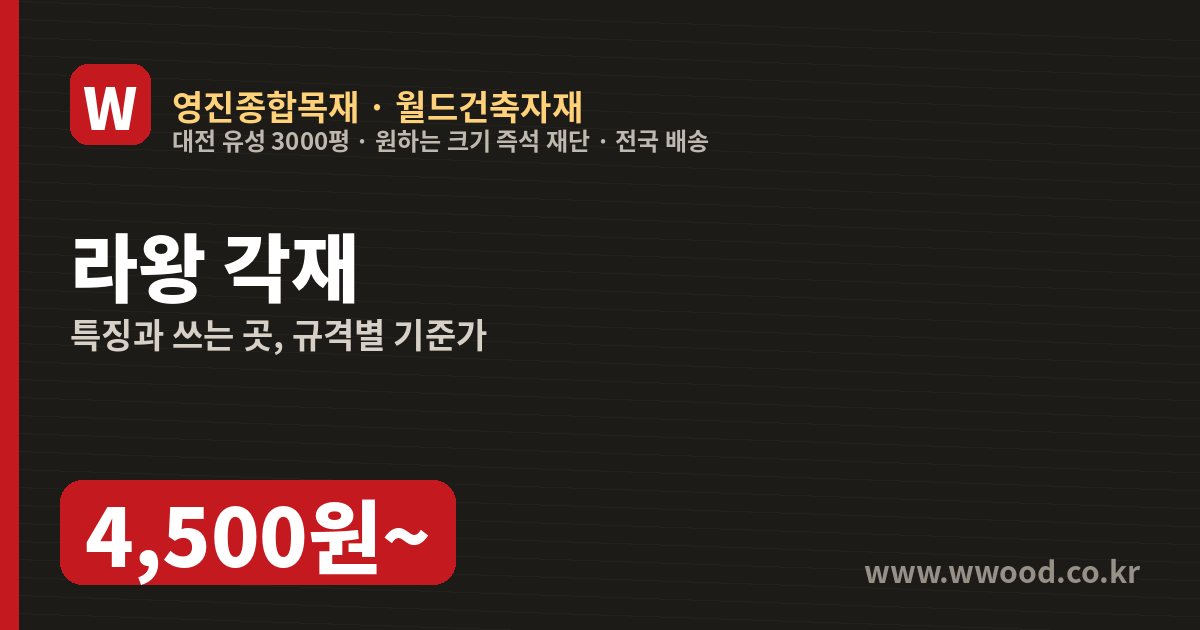 W
영진종합목재 · 월드건축자재
대전 유성 3000평 · 원하는 크기 즉석 재단 · 전국 배송
라왕 각재
특징과 쓰는 곳, 규격별 기준가
4,500원~
www.wwood.co.kr